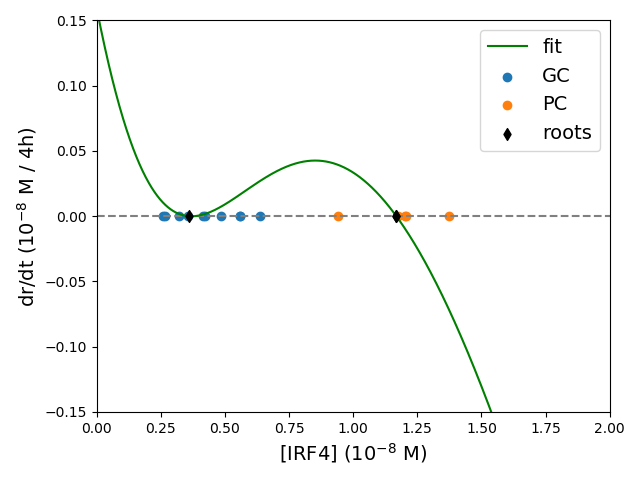 0.15
0.10
0.05
0.00
−0.05
−0.10
−0.15
dr/dt (10⁻⁸ M / 4h)
fit
GC
PC
roots
0.00 0.25 0.50 0.75 1.00 1.25 1.50 1.75 2.00
[IRF4] (10⁻⁸ M)